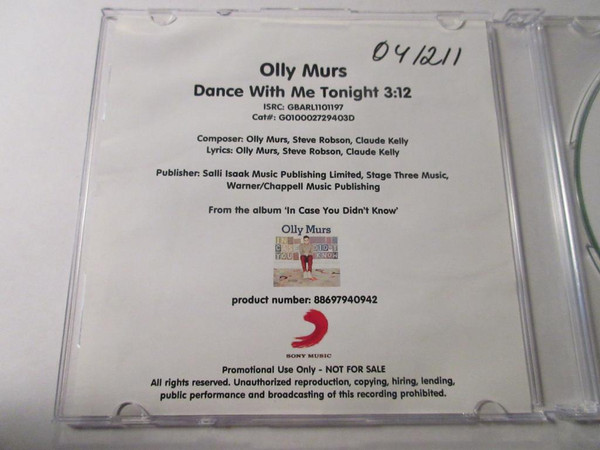 04/211
Olly Murs
Dance With Me Tonight 3:12
ISRC: GBARL1101197
Cat#: G010002729403D
Composer: Olly Murs, Steve Robson, Claude Kelly
Lyrics: Olly Murs, Steve Robson, Claude Kelly
Publisher: Salli Isaak Music Publishing Limited, Stage Three Music,
Warner/Chappell Music Publishing
From the album 'In Case You Didn't Know'
Olly Murs
IN
CASE
YOU
KNOW
product number: 88697940942
SONY MUSIC
Promotional Use Only - NOT FOR SALE
All rights reserved. Unauthorized reproduction, copying, hiring, lending,
public performance and broadcasting of this recording prohibited.